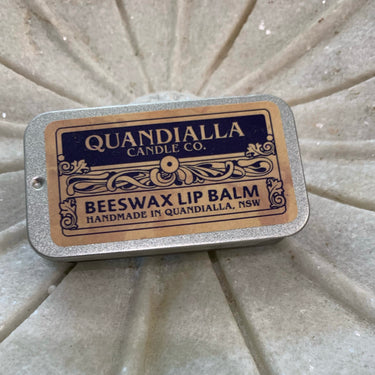 QUANDIALLA
CANDLE CO.
BEESWAX LIP BALM
HANDMADE IN QUANDIALLA, NSW